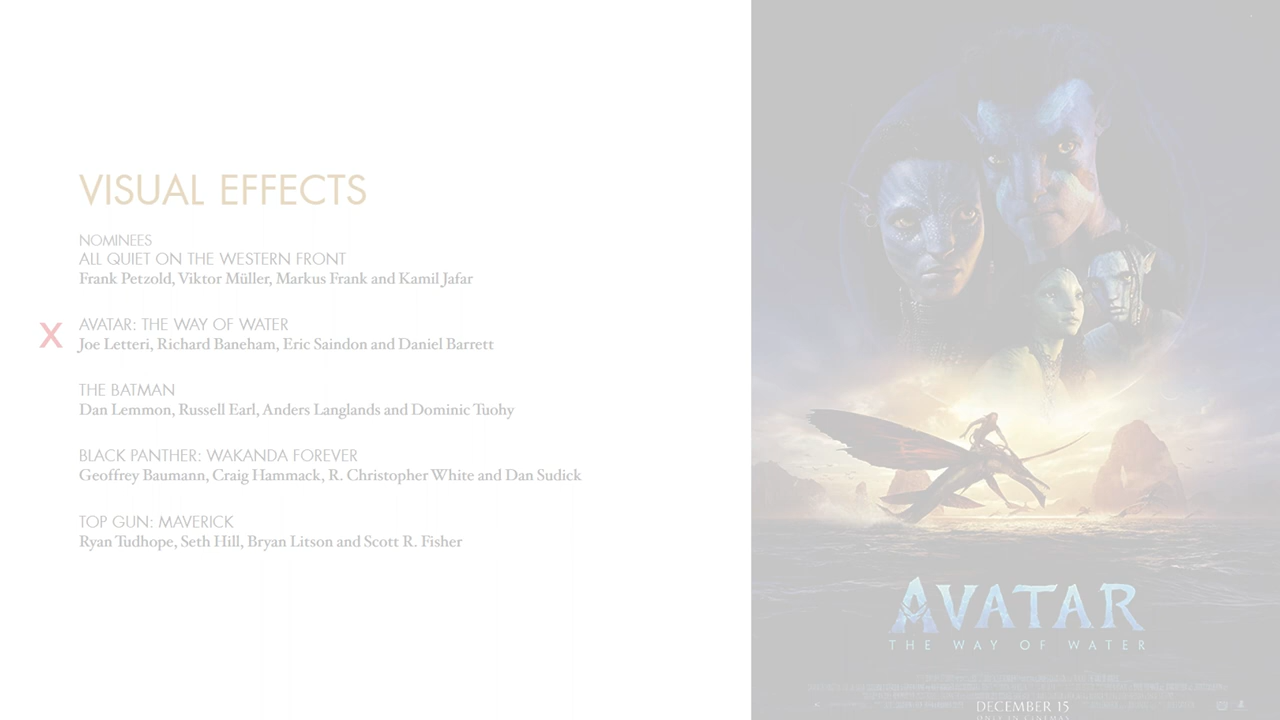 VISUAL EFFECTS
NOMINEES
ALL QUIET ON THE WESTERN FRONT
Frank Petzold, Viktor Müller, Markus Frank and Kamil Jafar
X
AVATAR: THE WAY OF WATER
Joe Letteri, Richard Baneham, Eric Saindon and Daniel Barrett
THE BATMAN
Dan Lemmon, Russell Earl, Anders Langlands and Dominic Tuohy
BLACK PANTHER: WAKANDA FOREVER
Geoffrey Baumann, Craig Hammack, R. Christopher White and Dan Sudick
TOP GUN: MAVERICK
Ryan Tudhope, Seth Hill, Bryan Litson and Scott R. Fisher
AVATAR
THE WAY OF WATER
DECEMBER 15
ONLY IN CINEMAS